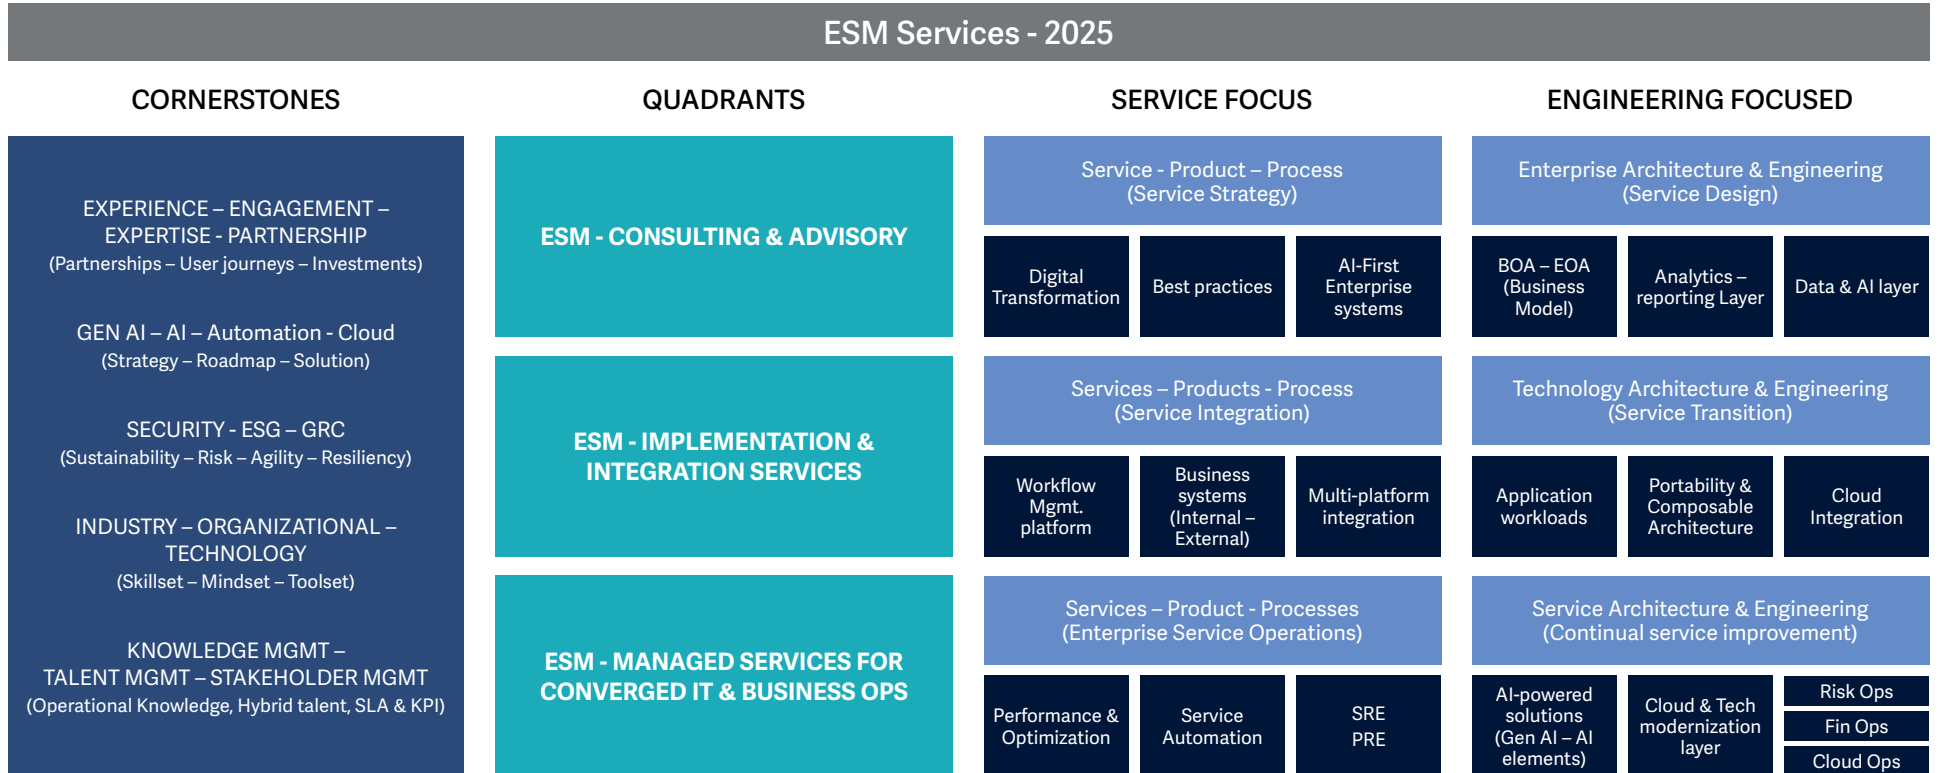 ESM Services - 2025
CORNERSTONES
EXPERIENCE – ENGAGEMENT –
EXPERTISE - PARTNERSHIP
(Partnerships – User journeys – Investments)
GEN AI – AI – Automation - Cloud
(Strategy – Roadmap – Solution)
SECURITY - ESG – GRC
(Sustainability – Risk – Agility – Resiliency)
INDUSTRY – ORGANIZATIONAL –
TECHNOLOGY
(Skillset – Mindset – Toolset)
KNOWLEDGE MGMT –
TALENT MGMT – STAKEHOLDER MGMT
(Operational Knowledge, Hybrid talent, SLA & KPI)
QUADRANTS
ESM - CONSULTING & ADVISORY
ESM - IMPLEMENTATION &
INTEGRATION SERVICES
ESM - MANAGED SERVICES FOR
CONVERGED IT & BUSINESS OPS
SERVICE FOCUS
Service - Product – Process
(Service Strategy)
Digital
Transformation
Best practices
AI-First
Enterprise
systems
Services – Products - Process
(Service Integration)
Workflow
Mgmt.
platform
Business
systems
(Internal –
External)
Multi-platform
integration
Services – Product - Processes
(Enterprise Service Operations)
Performance &
Optimization
Service
Automation
SRE
PRE
ENGINEERING FOCUSED
Enterprise Architecture & Engineering
(Service Design)
BOA – EOA
(Business
Model)
Analytics –
reporting Layer
Data & AI layer
Technology Architecture & Engineering
(Service Transition)
Application
workloads
Portability &
Composable
Architecture
Cloud
Integration
Service Architecture & Engineering
(Continual service improvement)
AI-powered
solutions
(Gen AI – AI
elements)
Cloud & Tech
modernization
layer
Risk Ops
Fin Ops
Cloud Ops